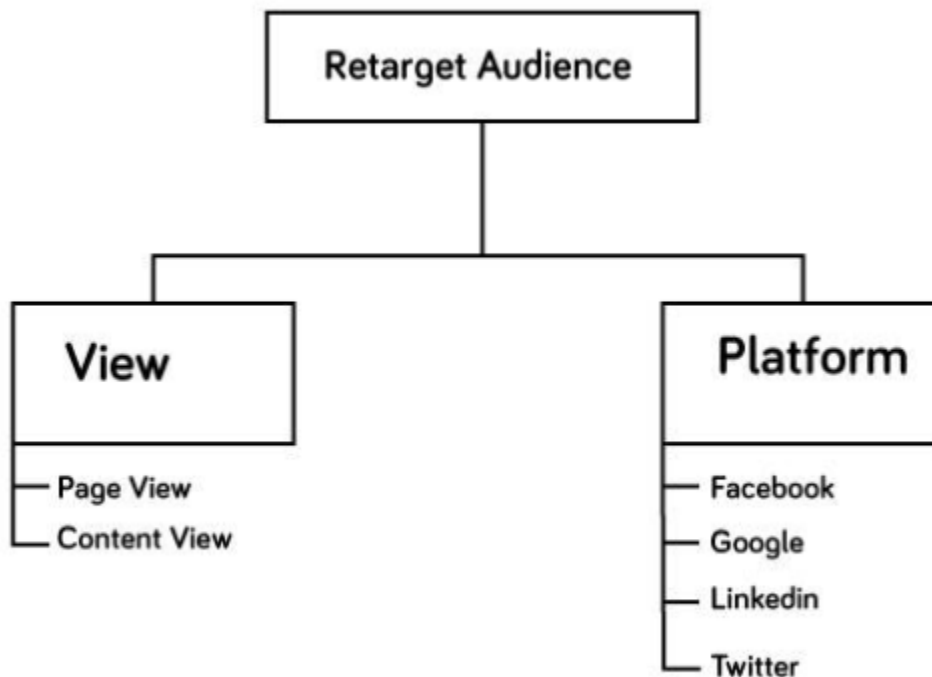 Retarget Audience
View
Page View
Content View
Platform
Facebook
Google
Linkedin
Twitter